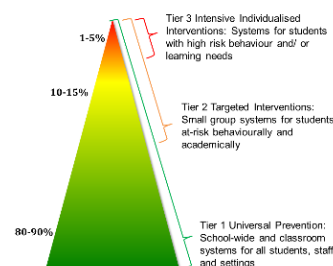 Tier 3 Intensive Individualised
Interventions: Systems for students
with high risk behaviour and/ or
learning needs
1-5%
10-15%
Tier 2 Targeted Interventions:
Small group systems for students
at-risk behaviourally and
academically
80-90%
Tier 1 Universal Prevention:
School-wide and classroom
systems for all students, staff
and settings